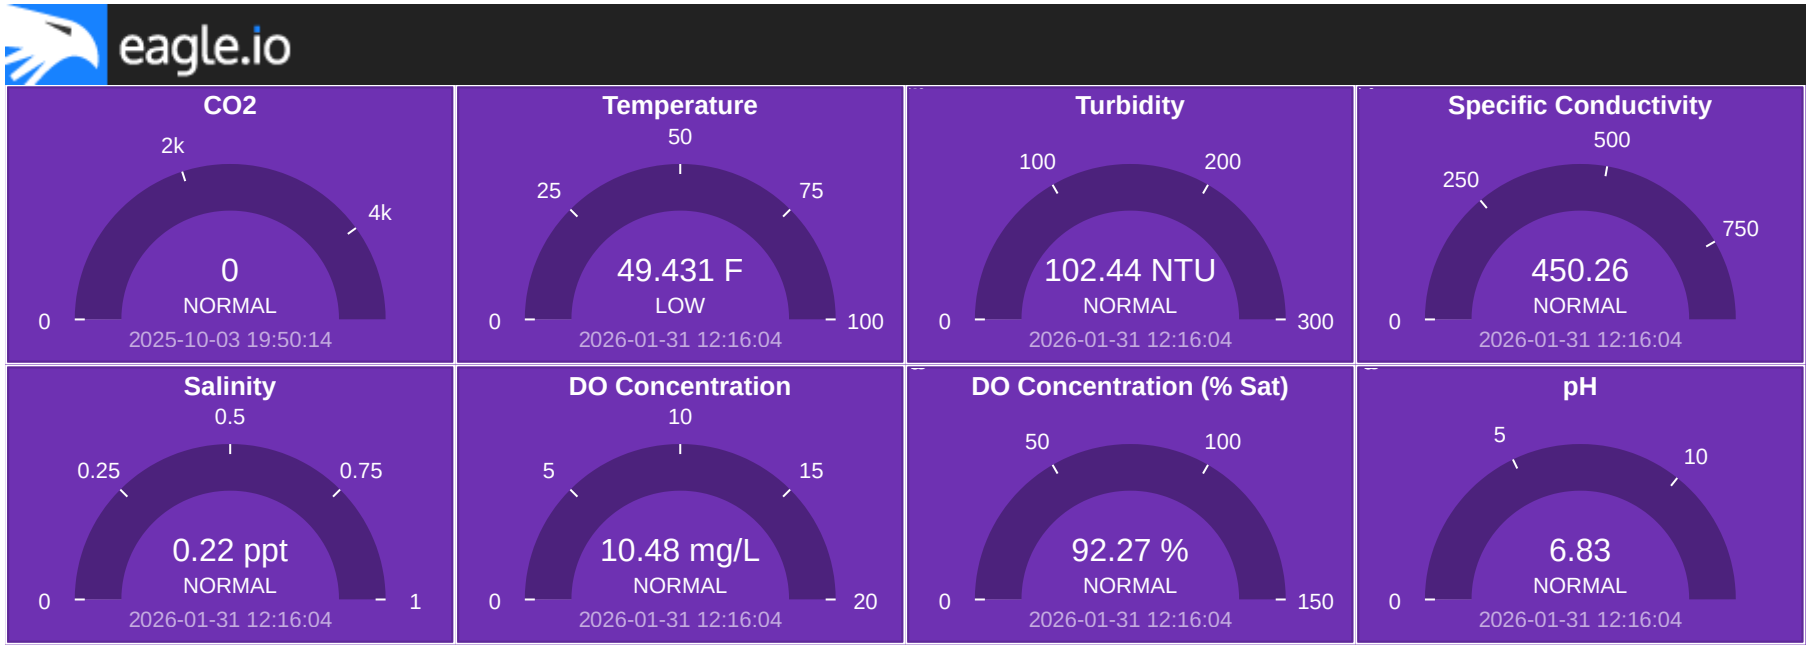 eagle.io
CO2
2k
4k
0
0
NORMAL
2025-10-03 19:50:14
Temperature
50
25
75
49.431 F
LOW
0
100
2026-01-31 12:16:04
Turbidity
100
200
102.44 NTU
NORMAL
0
300
2026-01-31 12:16:04
Specific Conductivity
500
250
750
450.26
NORMAL
0
2026-01-31 12:16:04
Salinity
0.5
0.25
0.75
0.22 ppt
NORMAL
0
1
2026-01-31 12:16:04
DO Concentration
10
5
15
10.48 mg/L
NORMAL
0
20
2026-01-31 12:16:04
DO Concentration (% Sat)
50
100
92.27 %
NORMAL
0
150
2026-01-31 12:16:04
pH
5
10
6.83
NORMAL
0
2026-01-31 12:16:04